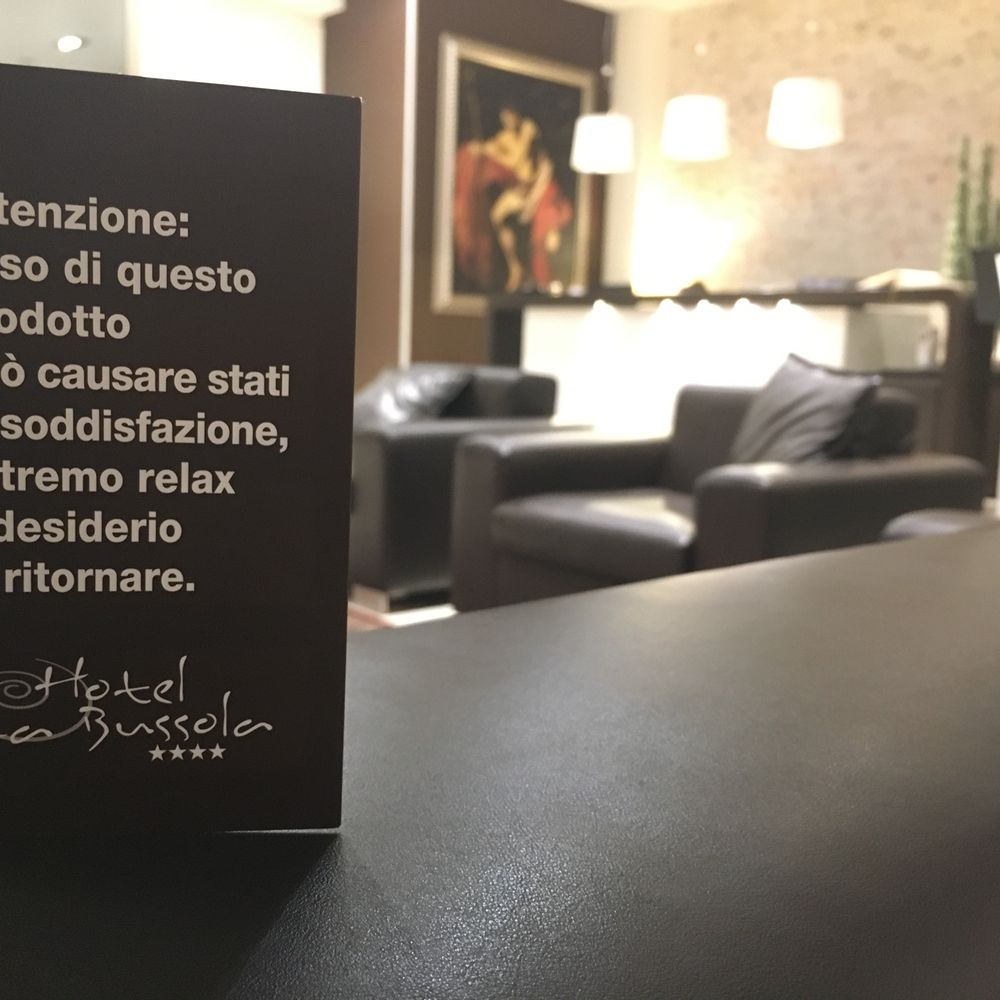 tenzione:
so di questo
odotto
ò causare stati
soddisfazione,
tremo relax
desiderio
ritornare.
Hotel
a Bussola